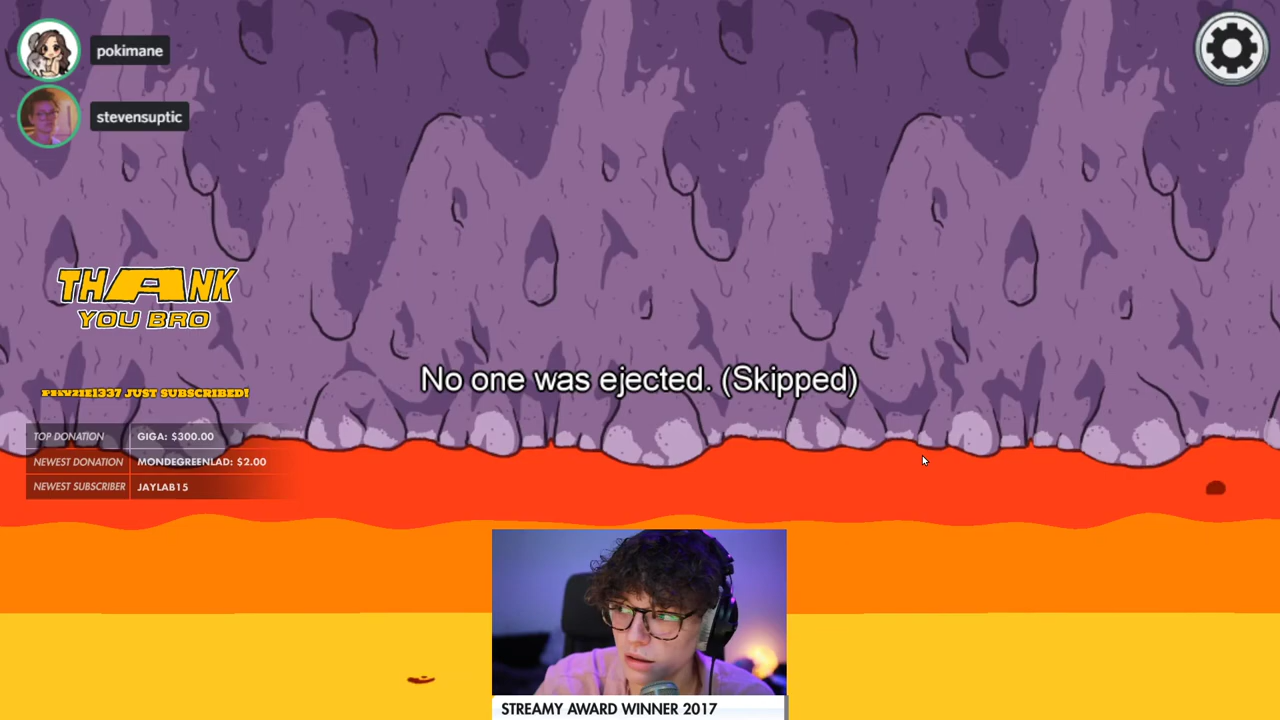 pokimane
stevensuptic
THANK
YOU BRO
JUST SUBSCRIBED!
No one was ejected. (Skipped)
TOP DONATION GIGA: $300.00
NEWEST DONATION MONDEGREENLAD: $2.00
NEWEST SUBSCRIBER JAYLAB15
STREAMY AWARD WINNER 2017